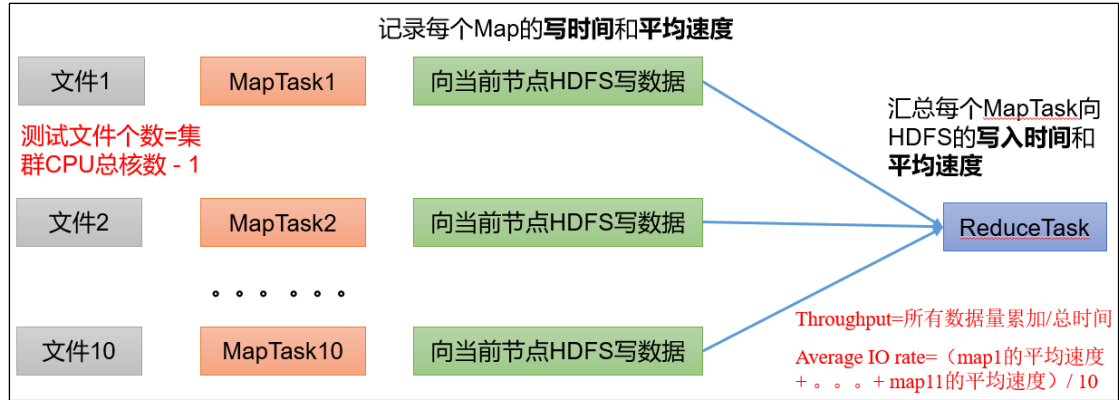 记录每个Map的写时间和平均速度
文件1
MapTask1
向当前节点HDFS写数据
测试文件个数=集
群CPU总核数 - 1
汇总每个MapTask向
HDFS的写入时间和
平均速度
文件2
MapTask2
向当前节点HDFS写数据
ReduceTask
。。。。。。
文件10
MapTask10
向当前节点HDFS写数据
Throughput=所有数据量累加/总时间
Average IO rate=（map1的平均速度
+。。。+ map11的平均速度）/ 10